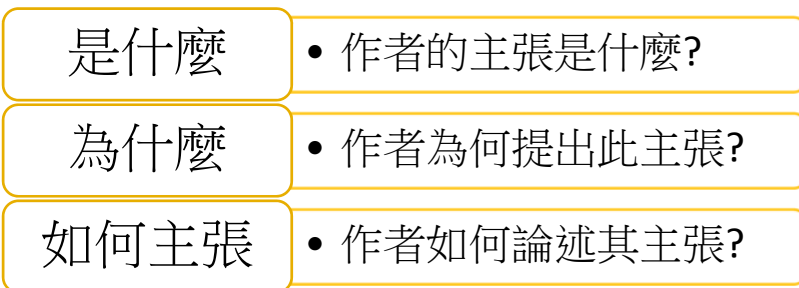 是什麼
• 作者的主張是什麼?
為什麼
• 作者為何提出此主張?
如何主張
• 作者如何論述其主張?